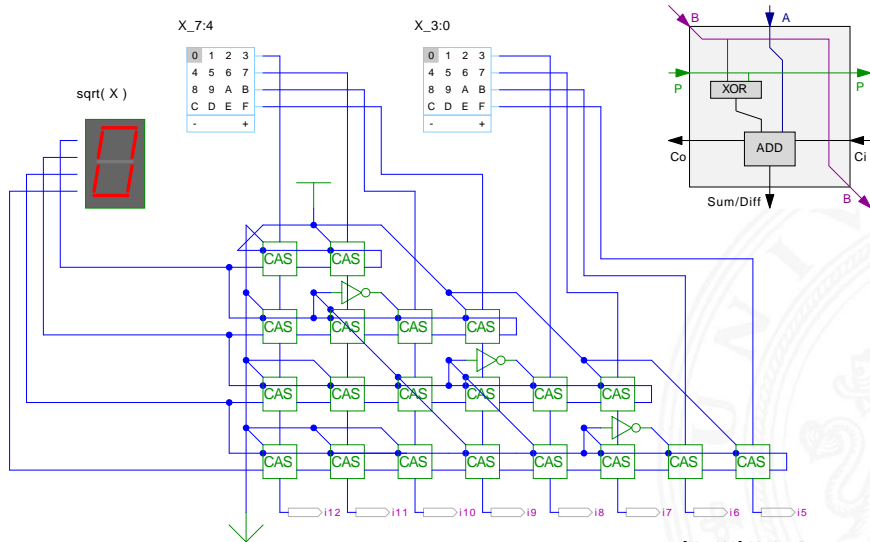 X_7:4
X_3:0
sqrt( X )
0 1 2 3
4 5 6 7
8 9 A B
C D E F
- +
0 1 2 3
4 5 6 7
8 9 A B
C D E F
- +
B
A
P
P
XOR
ADD
Co
Ci
Sum/Diff
B
0
CAS CAS
CAS CAS CAS CAS
CAS CAS CAS CAS CAS CAS
CAS CAS CAS CAS CAS CAS CAS CAS
i12 i11 i10 i9 i8 i7 i6 i5